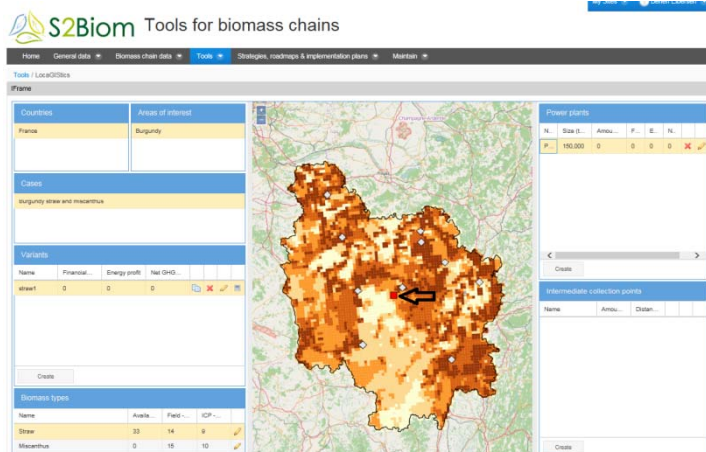 My Sites
S2Biom Tools for biomass chains
Home General data Biomass chain data Tools Strategies, roadmaps & implementation plans Maintain
Tools / LocaGIStics
IFrame
Countries
France
Areas of interest
Burgundy
Cases
Burgundy straw and miscanthus
Variants
Name Financial... Energy profit Net GHG...
straw1 0 0 0
Create
Biomass types
Name Availa... Field -... ICP -...
Straw 33 14 9
Miscanthus 0 15 10
Power plants
N.. Size (t... Amou... F... E... N..
P... 150,000 0 0 0 0
Create
Intermediate collection points
Name Amou... Distan...
Create